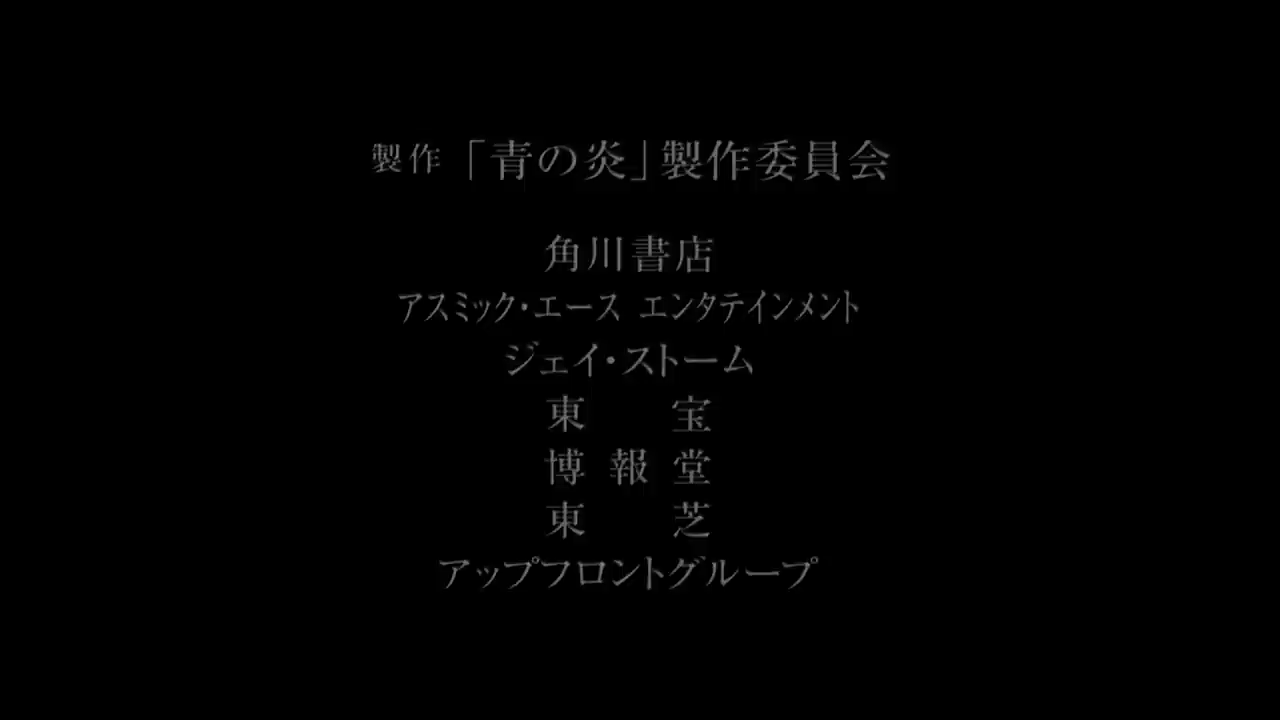 製作 「青の炎」製作委員会
角川書店
アスミック・エース エンタテインメント
ジェイ・ストーム
東 宝
博 報 堂
東 芝
アップフロントグループ